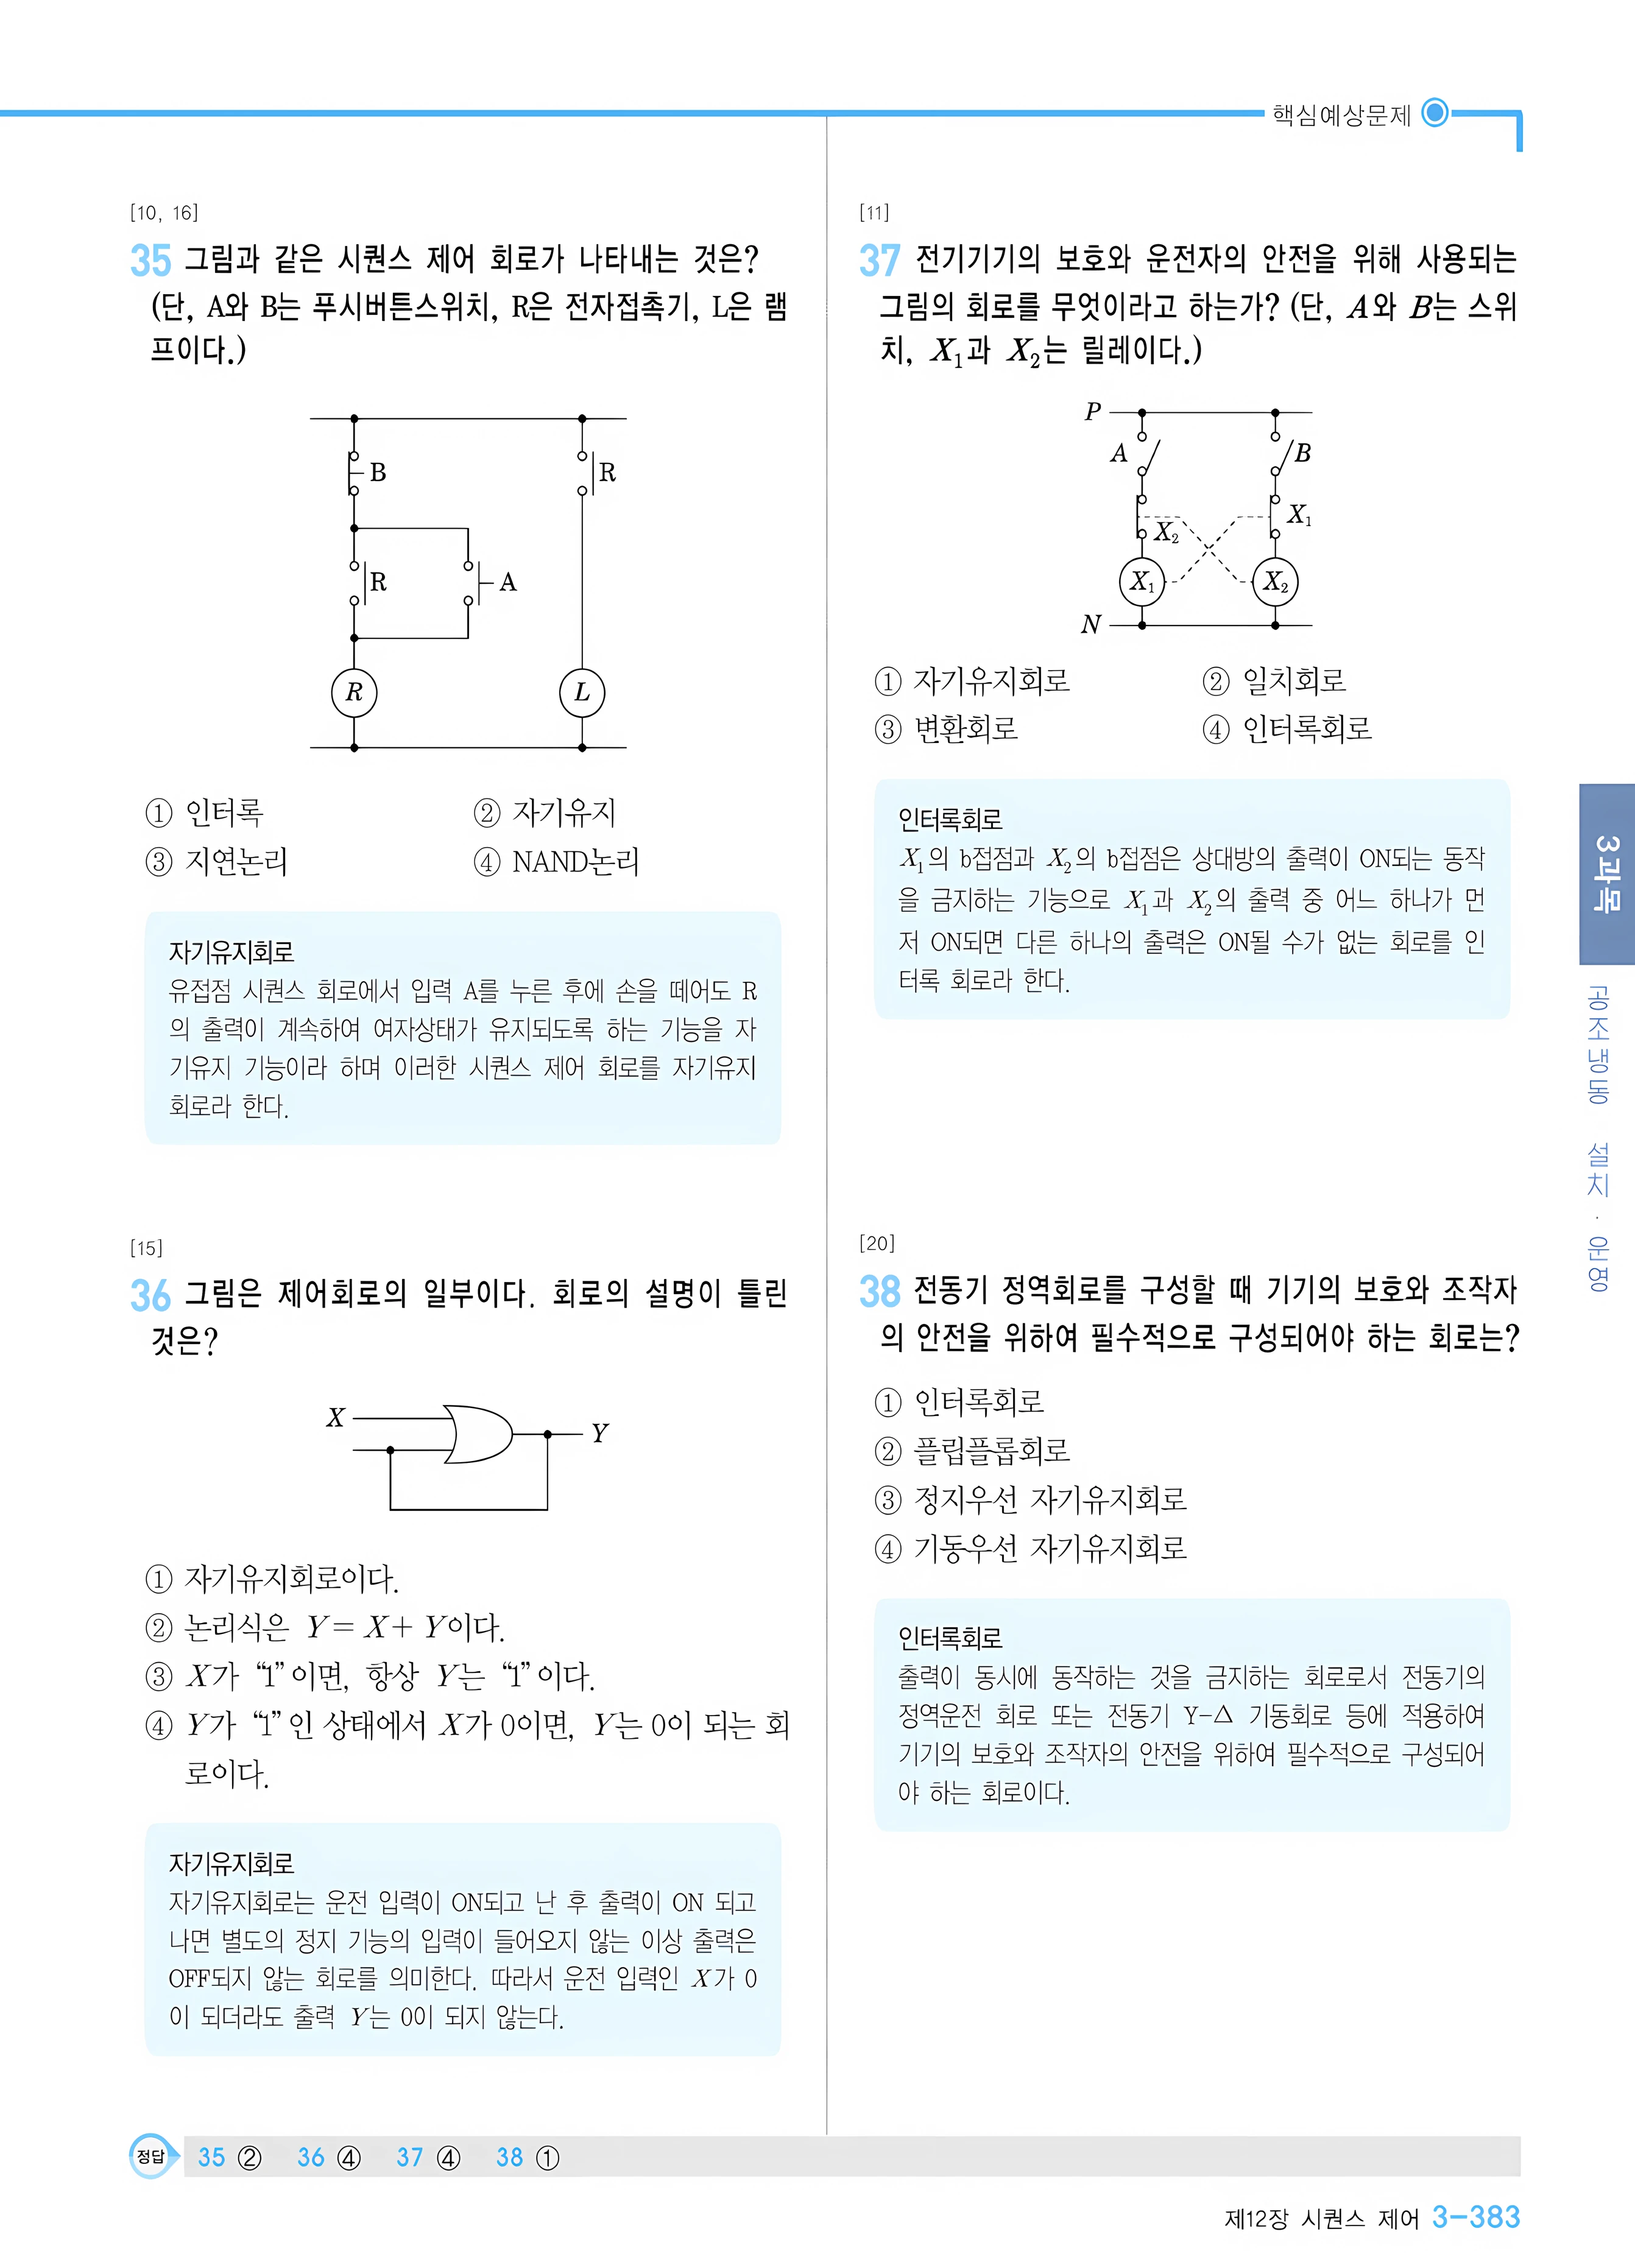 핵심예상문제
[10, 16]
35 그림과 같은 시퀀스 제어 회로가 나타내는 것은?
(단, A와 B는 푸시버튼스위치, R은 전자접촉기, L은 램
프이다.)
B
R
R
A
R
L
① 인터록
② 자기유지
③ 지연논리
④ NAND논리
자기유지회로
유접점 시퀀스 회로에서 입력 A를 누른 후에 손을 떼어도 R
의 출력이 계속하여 여자상태가 유지되도록 하는 기능을 자
기유지 기능이라 하며 이러한 시퀀스 제어 회로를 자기유지
회로라 한다.
[15]
36 그림은 제어회로의 일부이다. 회로의 설명이 틀린
것은?
X
Y
① 자기유지회로이다.
② 논리식은 Y = X + Y이다.
③ X가 “1”이면, 항상 Y는 “1”이다.
④ Y가 “1”인 상태에서 X가 0이면, Y는 0이 되는 회
로이다.
자기유지회로
자기유지회로는 운전 입력이 ON되고 난 후 출력이 ON 되고
나면 별도의 정지 기능의 입력이 들어오지 않는 이상 출력은
OFF되지 않는 회로를 의미한다. 따라서 운전 입력인 X가 0
이 되더라도 출력 Y는 0이 되지 않는다.
[11]
37 전기기기의 보호와 운전자의 안전을 위해 사용되는
그림의 회로를 무엇이라고 하는가? (단, A와 B는 스위
치, X₁과 X₂는 릴레이다.)
P
A
B
X₂
X₁
X₁
X₂
N
① 자기유지회로
② 일치회로
③ 변환회로
④ 인터록회로
인터록회로
X₁의 b접점과 X₂의 b접점은 상대방의 출력이 ON되는 동작
을 금지하는 기능으로 X₁과 X₂의 출력 중 어느 하나가 먼
저 ON되면 다른 하나의 출력은 ON될 수가 없는 회로를 인
터록 회로라 한다.
[20]
38 전동기 정역회로를 구성할 때 기기의 보호와 조작자
의 안전을 위하여 필수적으로 구성되어야 하는 회로는?
① 인터록회로
② 플립플롭회로
③ 정지우선 자기유지회로
④ 기동우선 자기유지회로
인터록회로
출력이 동시에 동작하는 것을 금지하는 회로로서 전동기의
정역운전 회로 또는 전동기 Y-△ 기동회로 등에 적용하여
기기의 보호와 조작자의 안전을 위하여 필수적으로 구성되어
야 하는 회로이다.
3과목
공조냉동 설치·운영
정답 35 ② 36 ④ 37 ④ 38 ①
제12장 시퀀스 제어 3-383